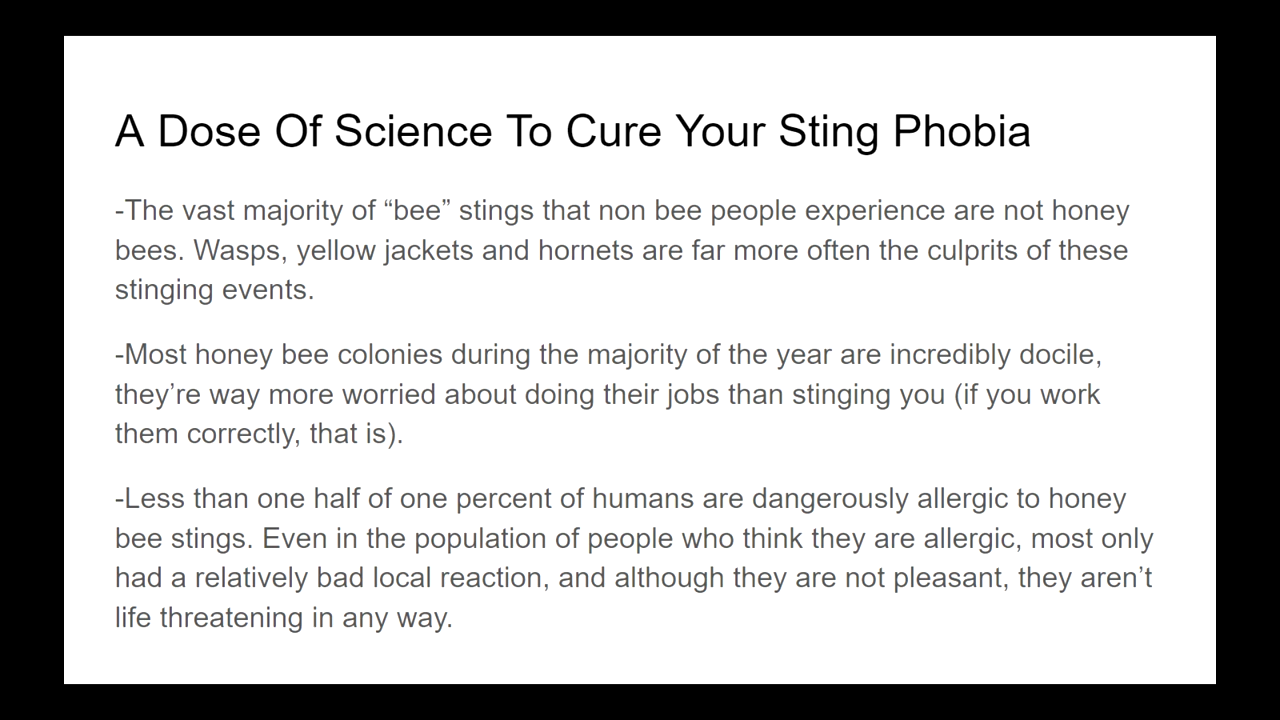 A Dose Of Science To Cure Your Sting Phobia
-The vast majority of “bee” stings that non bee people experience are not honey
bees. Wasps, yellow jackets and hornets are far more often the culprits of these
stinging events.
-Most honey bee colonies during the majority of the year are incredibly docile,
they’re way more worried about doing their jobs than stinging you (if you work
them correctly, that is).
-Less than one half of one percent of humans are dangerously allergic to honey
bee stings. Even in the population of people who think they are allergic, most only
had a relatively bad local reaction, and although they are not pleasant, they aren’t
life threatening in any way.